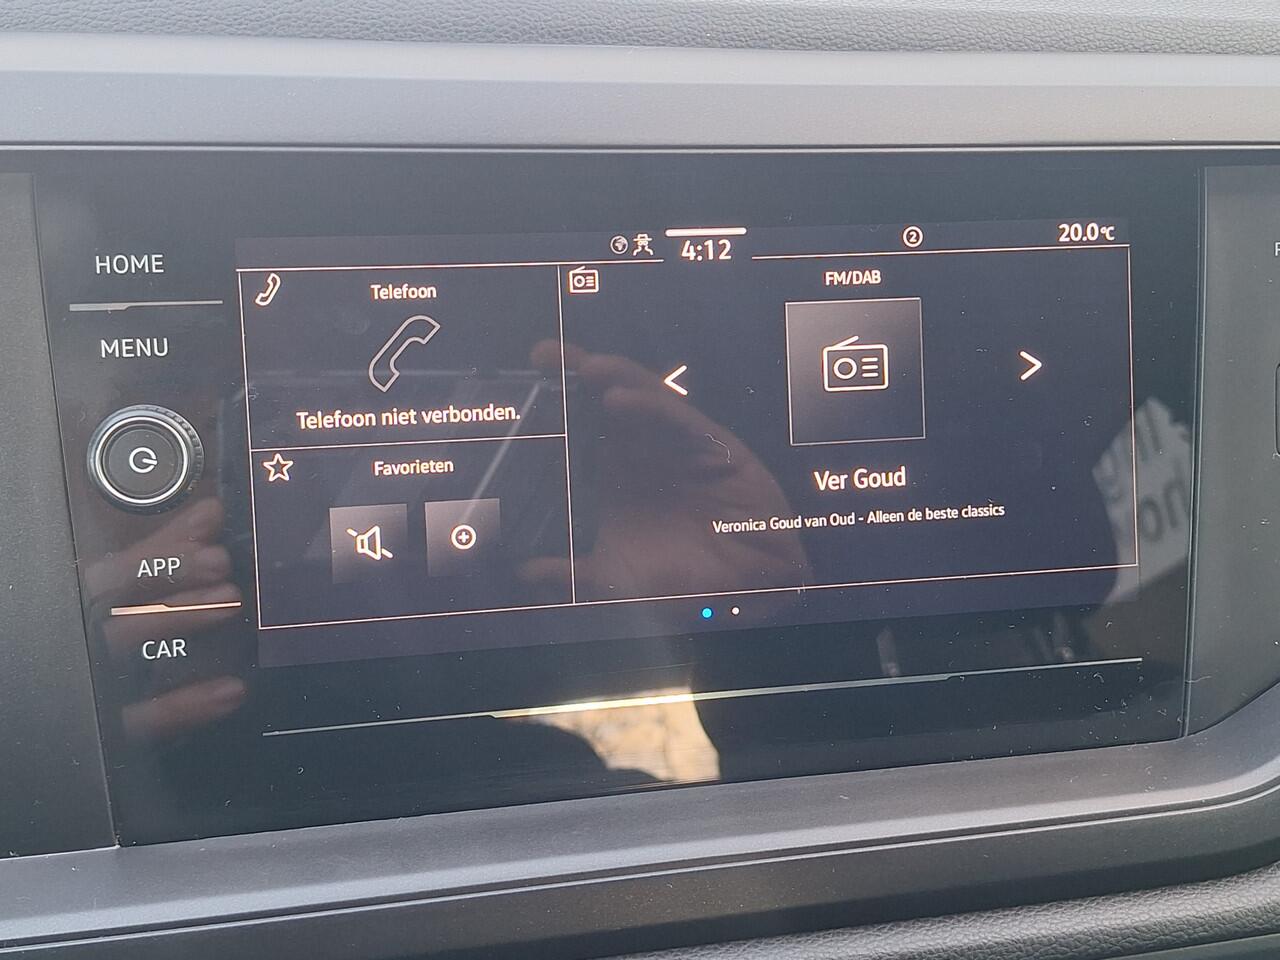 HOME
MENU
APP
CAR
4:12
2
20.0°C
Telefoon
Telefoon niet verbonden.
Favorieten
FM/DAB
Ver Goud
Veronica Goud van Oud - Alleen de beste classics